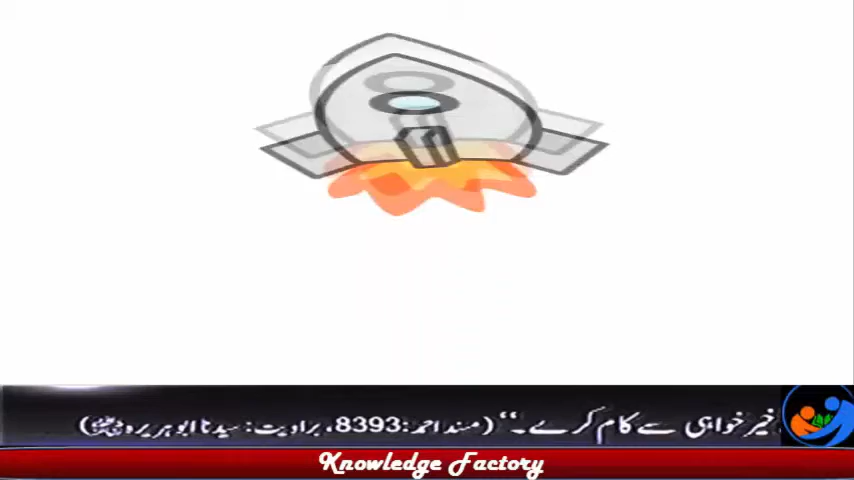 خیر خواہی سے کام کرے۔“ (مسند احمد: 8393، براویت: سیدنا ابو ہریرہ ؓ)
Knowledge Factory